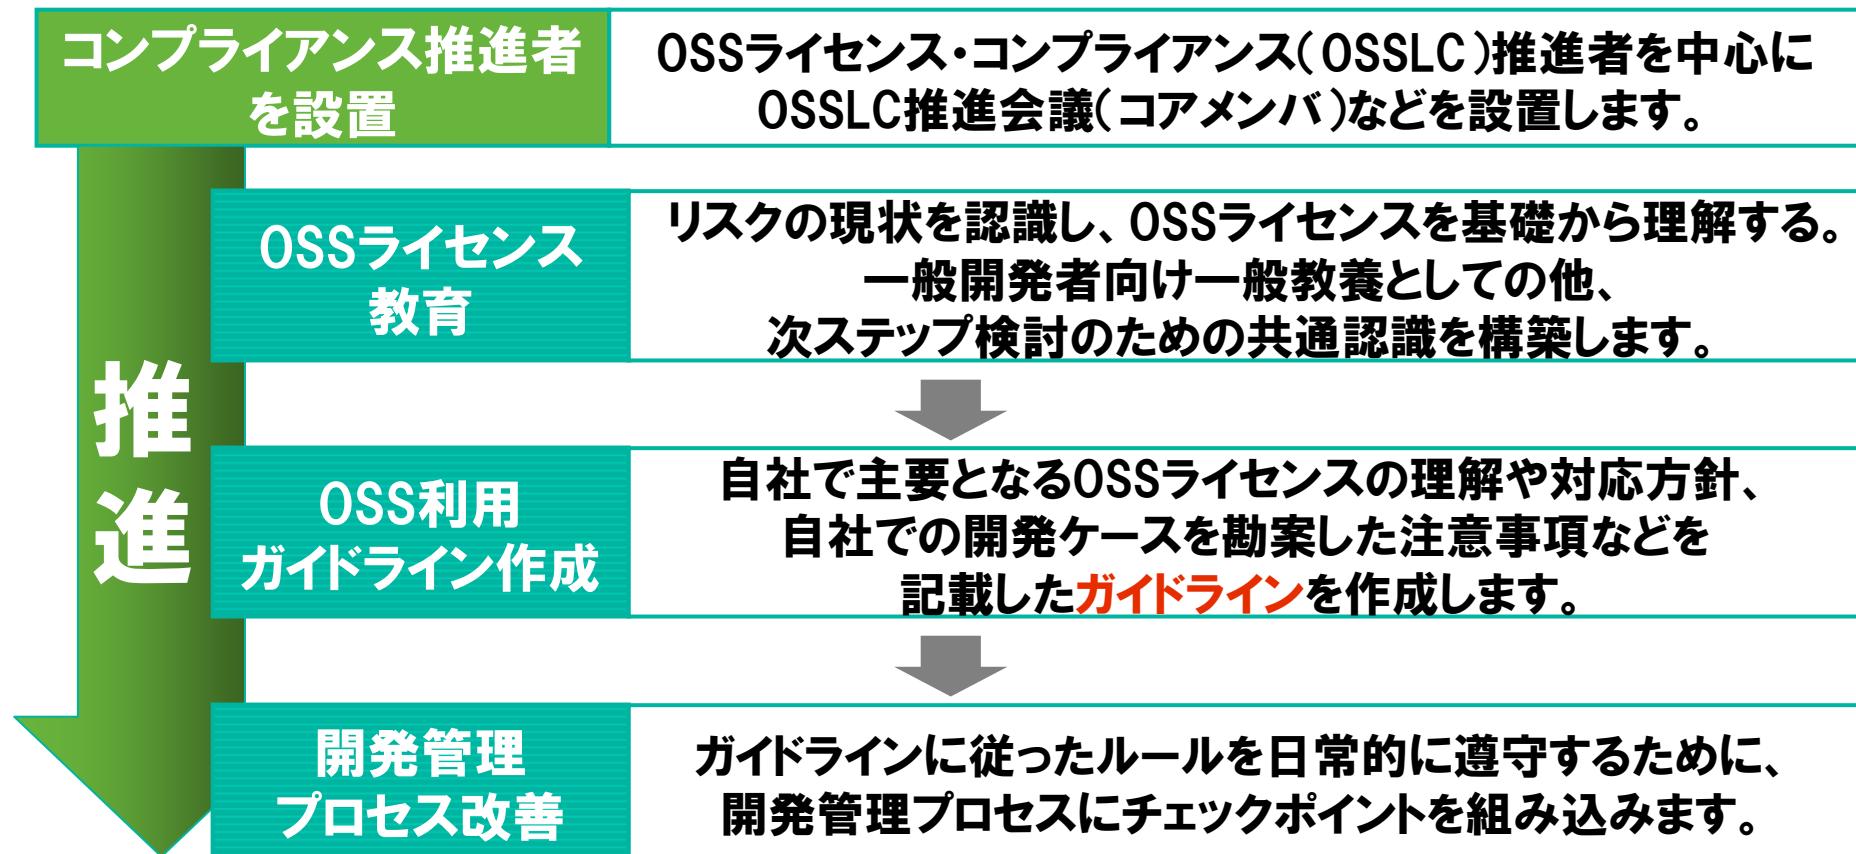 コンプライアンス推進者
を設置
OSSライセンス・コンプライアンス(OSSLC)推進者を中心に
OSSLC推進会議(コアメンバ)などを設置します。
推進
OSSライセンス
教育
リスクの現状を認識し、OSSライセンスを基礎から理解する。
一般開発者向け一般教養としての他、
次ステップ検討のための共通認識を構築します。
OSS利用
ガイドライン作成
自社で主要となるOSSライセンスの理解や対応方針、
自社での開発ケースを勘案した注意事項などを
記載したガイドラインを作成します。
開発管理
プロセス改善
ガイドラインに従ったルールを日常的に遵守するために、
開発管理プロセスにチェックポイントを組み込みます。